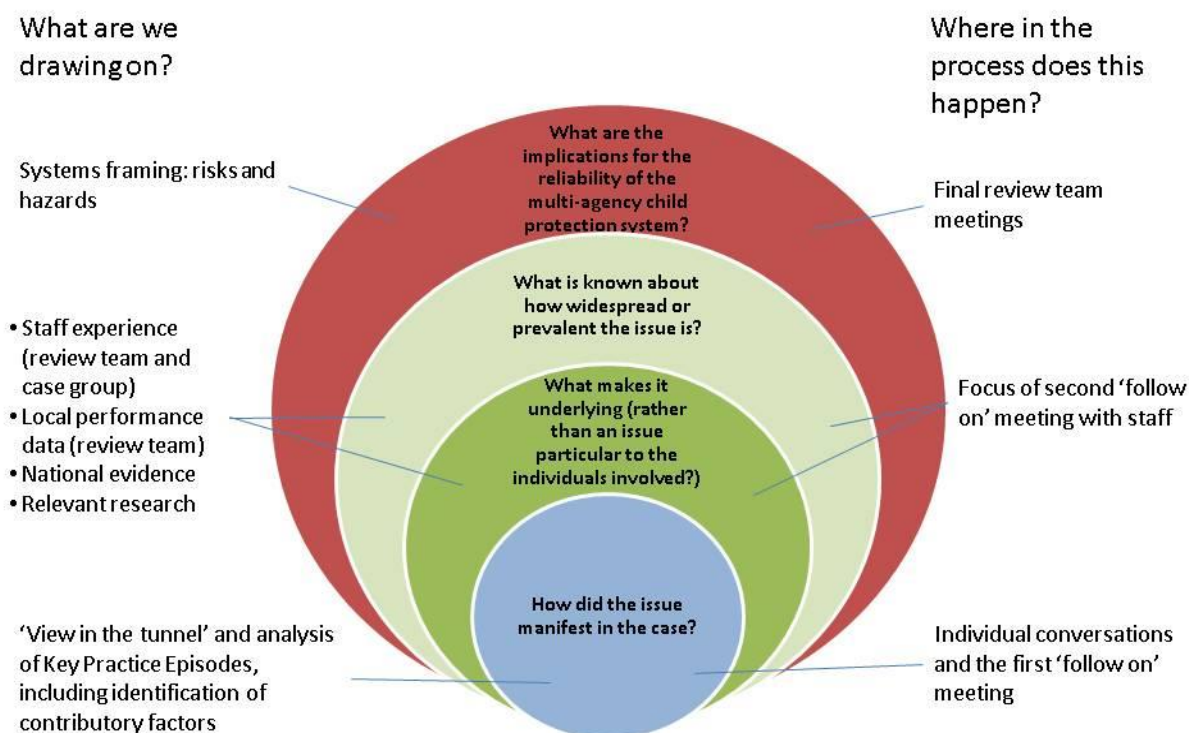 What are we
drawing on?
Where in the
process does this
happen?
Systems framing: risks and
hazards
• Staff experience
(review team and
case group)
• Local performance
data (review team)
• National evidence
• Relevant research
‘View in the tunnel’ and analysis
of Key Practice Episodes,
including identification of
contributory factors
What are the
implications for the
reliability of the
multi-agency child
protection system?
What is known about
how widespread or
prevalent the issue is?
What makes it
underlying (rather
than an issue
particular to the
individuals involved?)
How did the issue
manifest in the case?
Final review team
meetings
Focus of second ‘follow
on’ meeting with staff
Individual conversations
and the first ‘follow on’
meeting